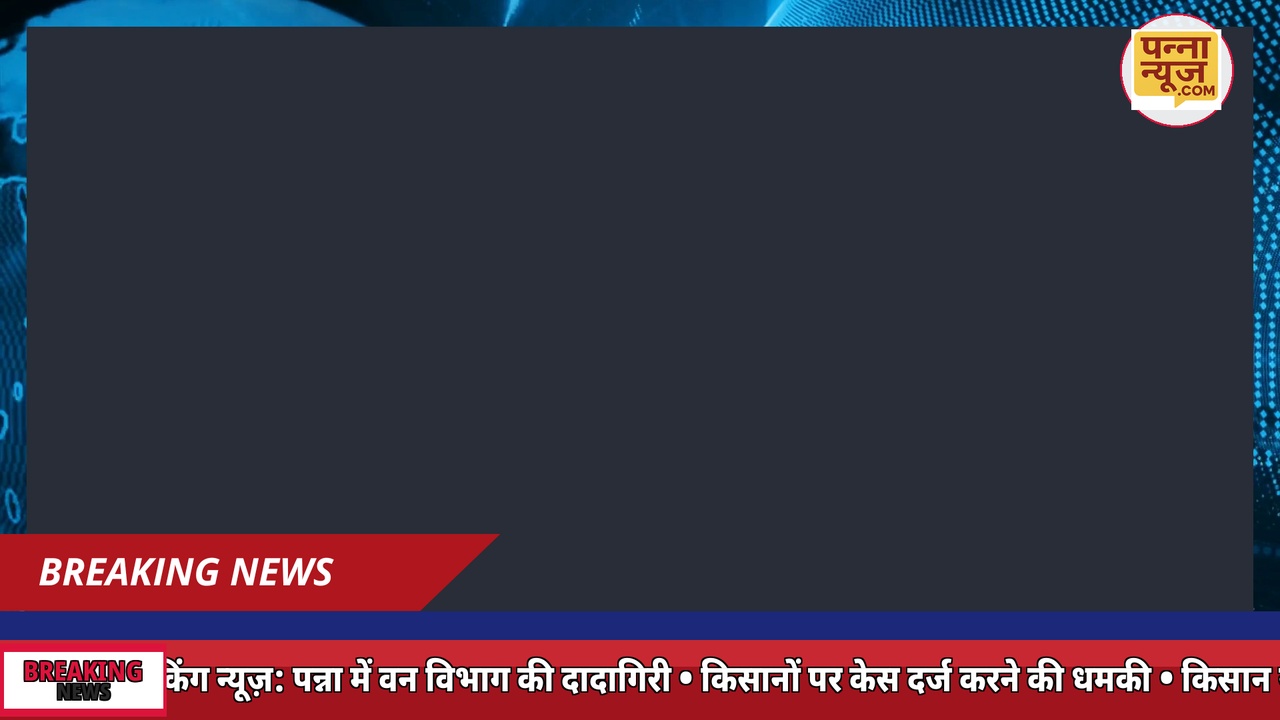 पन्ना
न्यूज
.COM
BREAKING NEWS
BREAKING
NEWS
किंग न्यूज़: पन्ना में वन विभाग की दादागिरी • किसानों पर केस दर्ज करने की धमकी • किसान